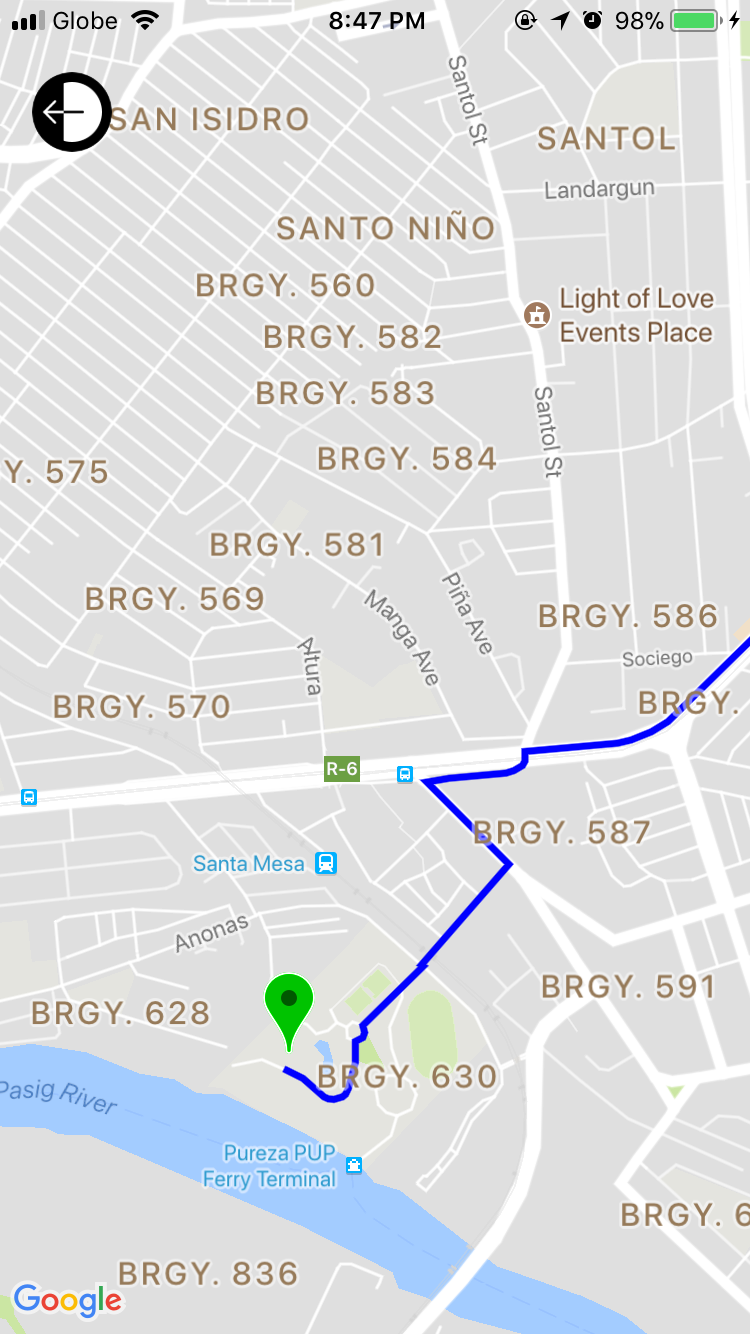 Globe
8:47 PM
98%
SAN ISIDRO
Santol St
SANTOL
Landargun
SANTO NIÑO
BRGY. 560
Light of Love
Events Place
BRGY. 582
BRGY. 583
Santol St
BRGY. 584
Y. 575
BRGY. 581
BRGY. 569
Manga Ave
Piña Ave
BRGY. 586
Altura
Sociego
BRGY. 570
BRGY.
R-6
BRGY. 587
Santa Mesa
Anonas
BRGY. 591
BRGY. 628
BRGY. 630
Pasig River
Pureza PUP
Ferry Terminal
BRGY. 6
BRGY. 836
Google